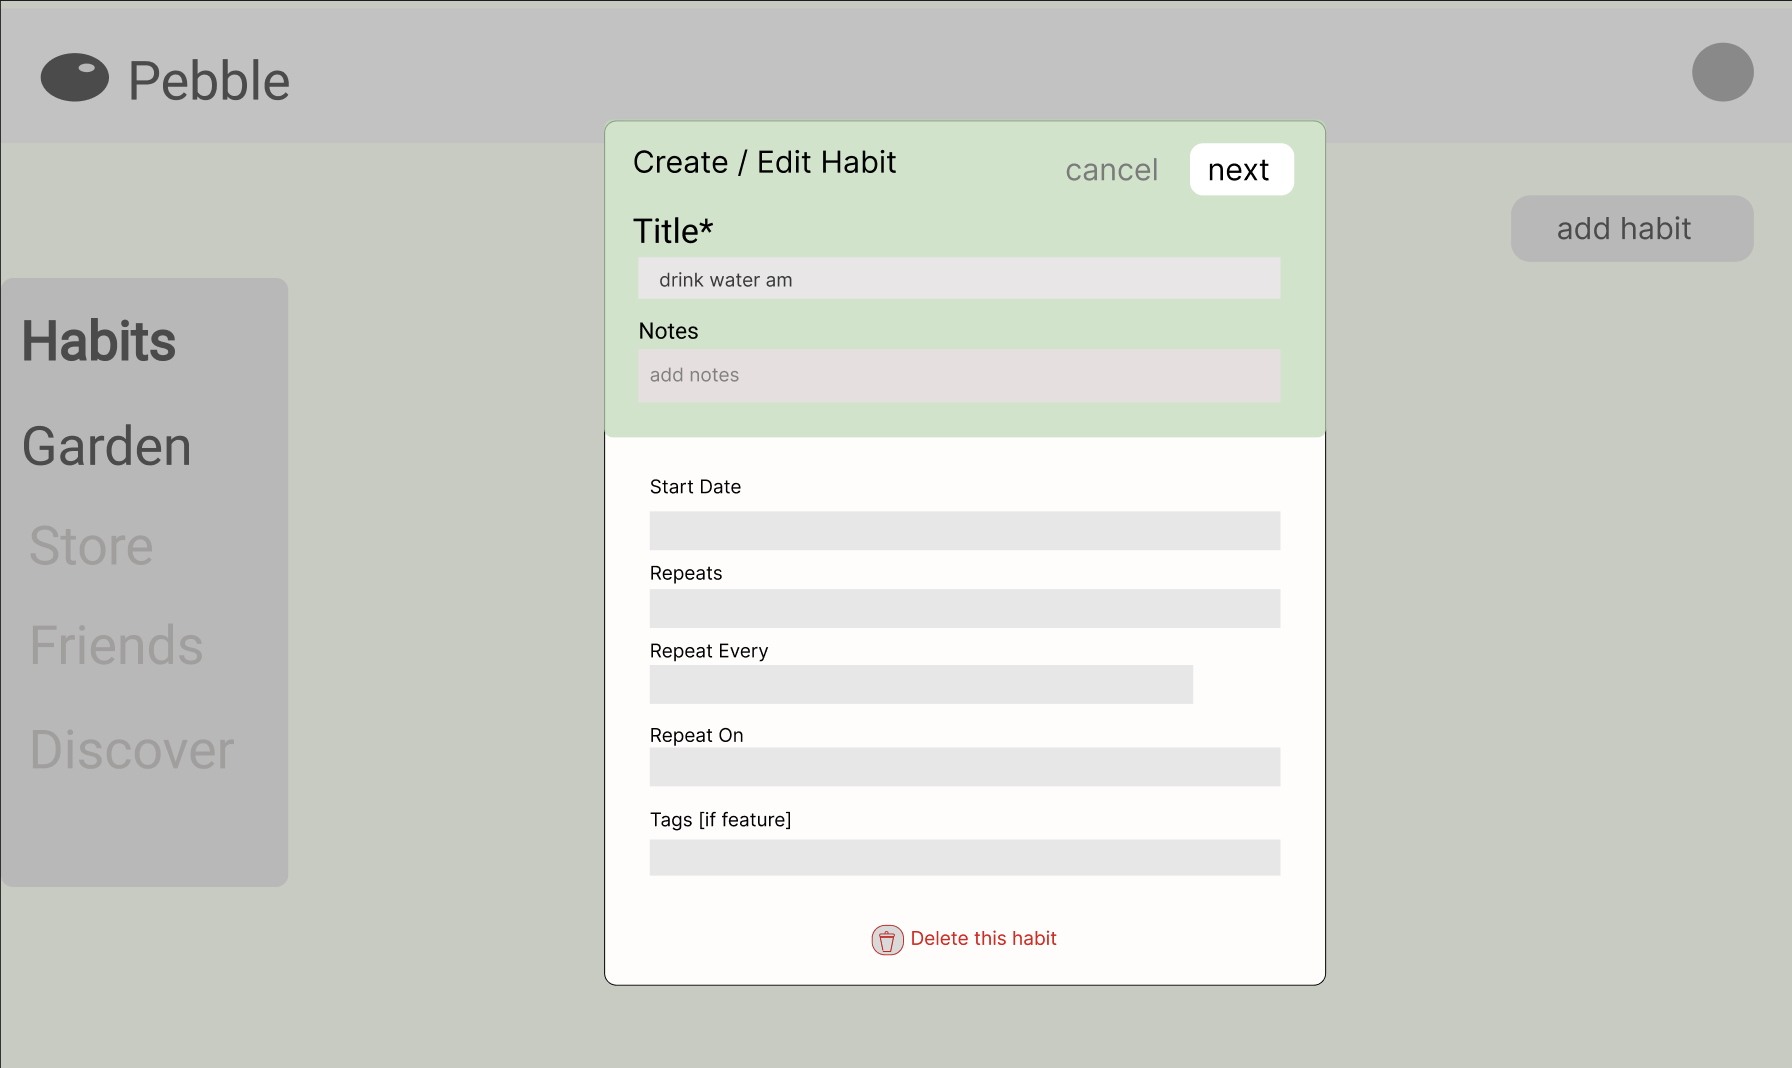 Pebble
Create / Edit Habit
cancel
next
Title*
add habit
drink water am
Habits
Notes
add notes
Garden
Start Date
Store
Repeats
Friends
Repeat Every
Repeat On
Discover
Tags [if feature]
Delete this habit